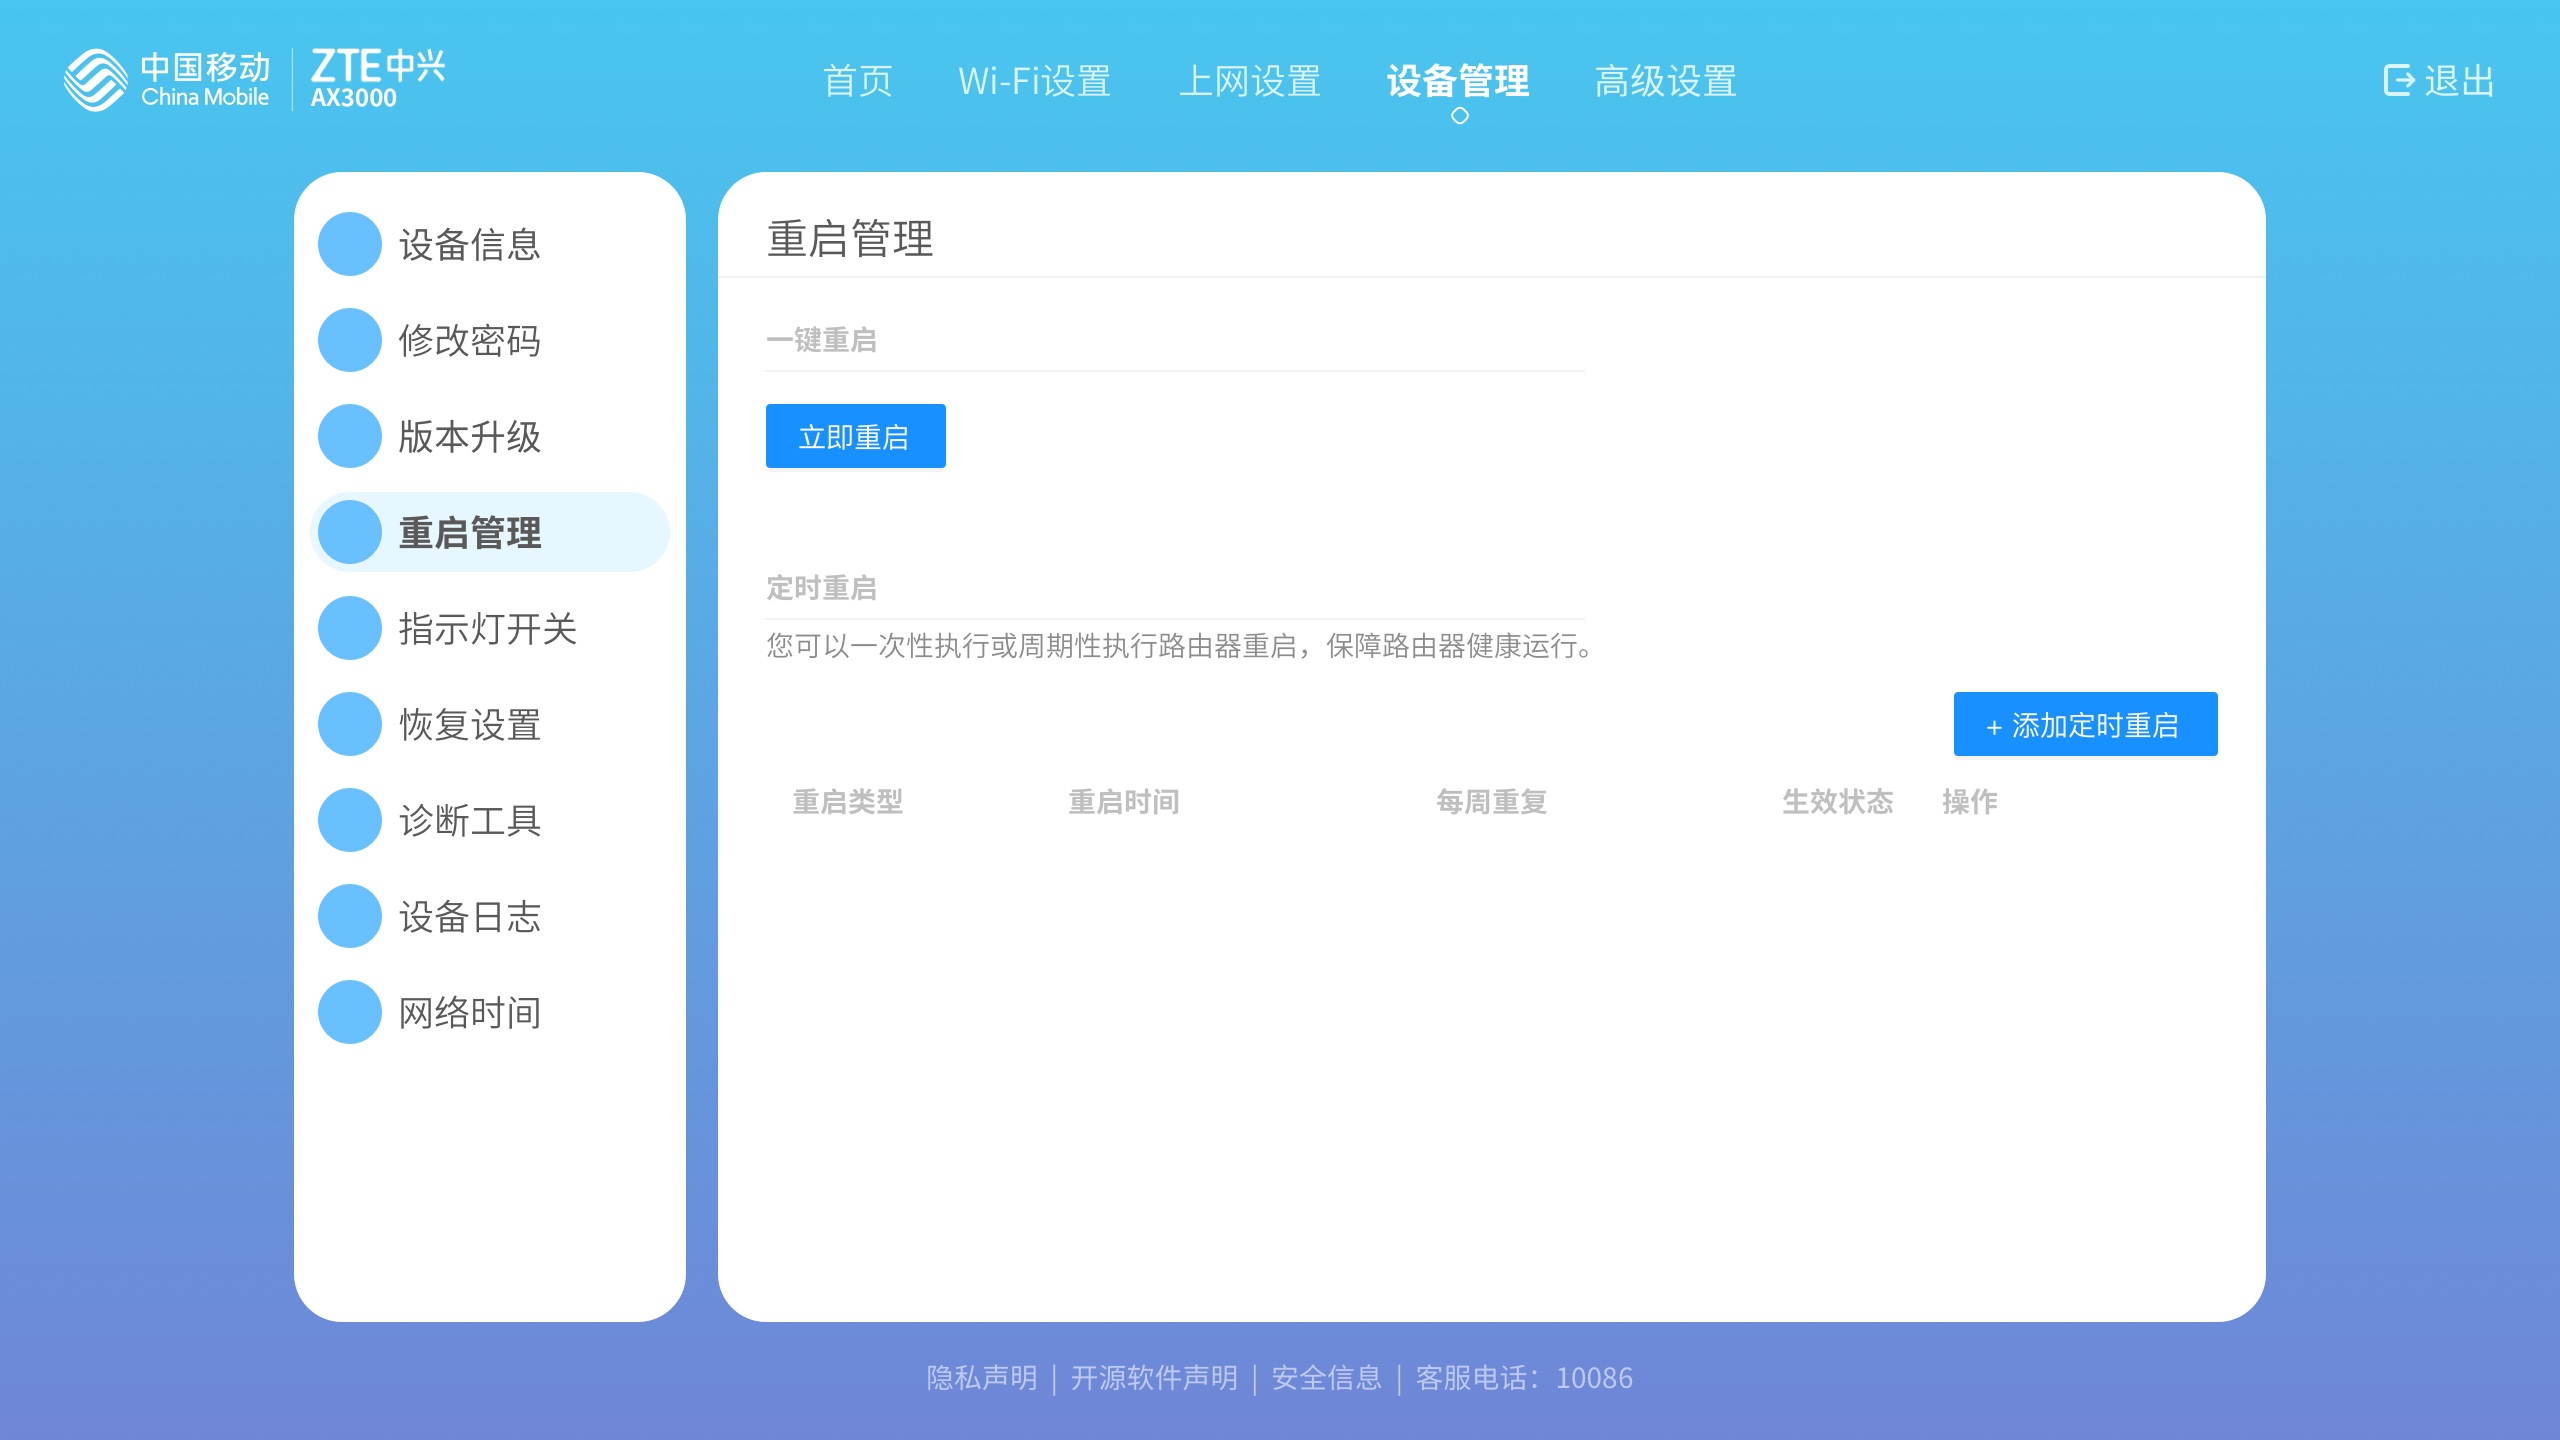 中国移动
China Mobile
ZTE中兴
AX3000
首页
Wi-Fi设置
上网设置
设备管理
高级设置
退出
设备信息
修改密码
版本升级
重启管理
指示灯开关
恢复设置
诊断工具
设备日志
网络时间
重启管理
一键重启
立即重启
定时重启
您可以一次性执行或周期性执行路由器重启，保障路由器健康运行。
+ 添加定时重启
重启类型 重启时间 每周重复 生效状态 操作
隐私声明 | 开源软件声明 | 安全信息 | 客服电话：10086